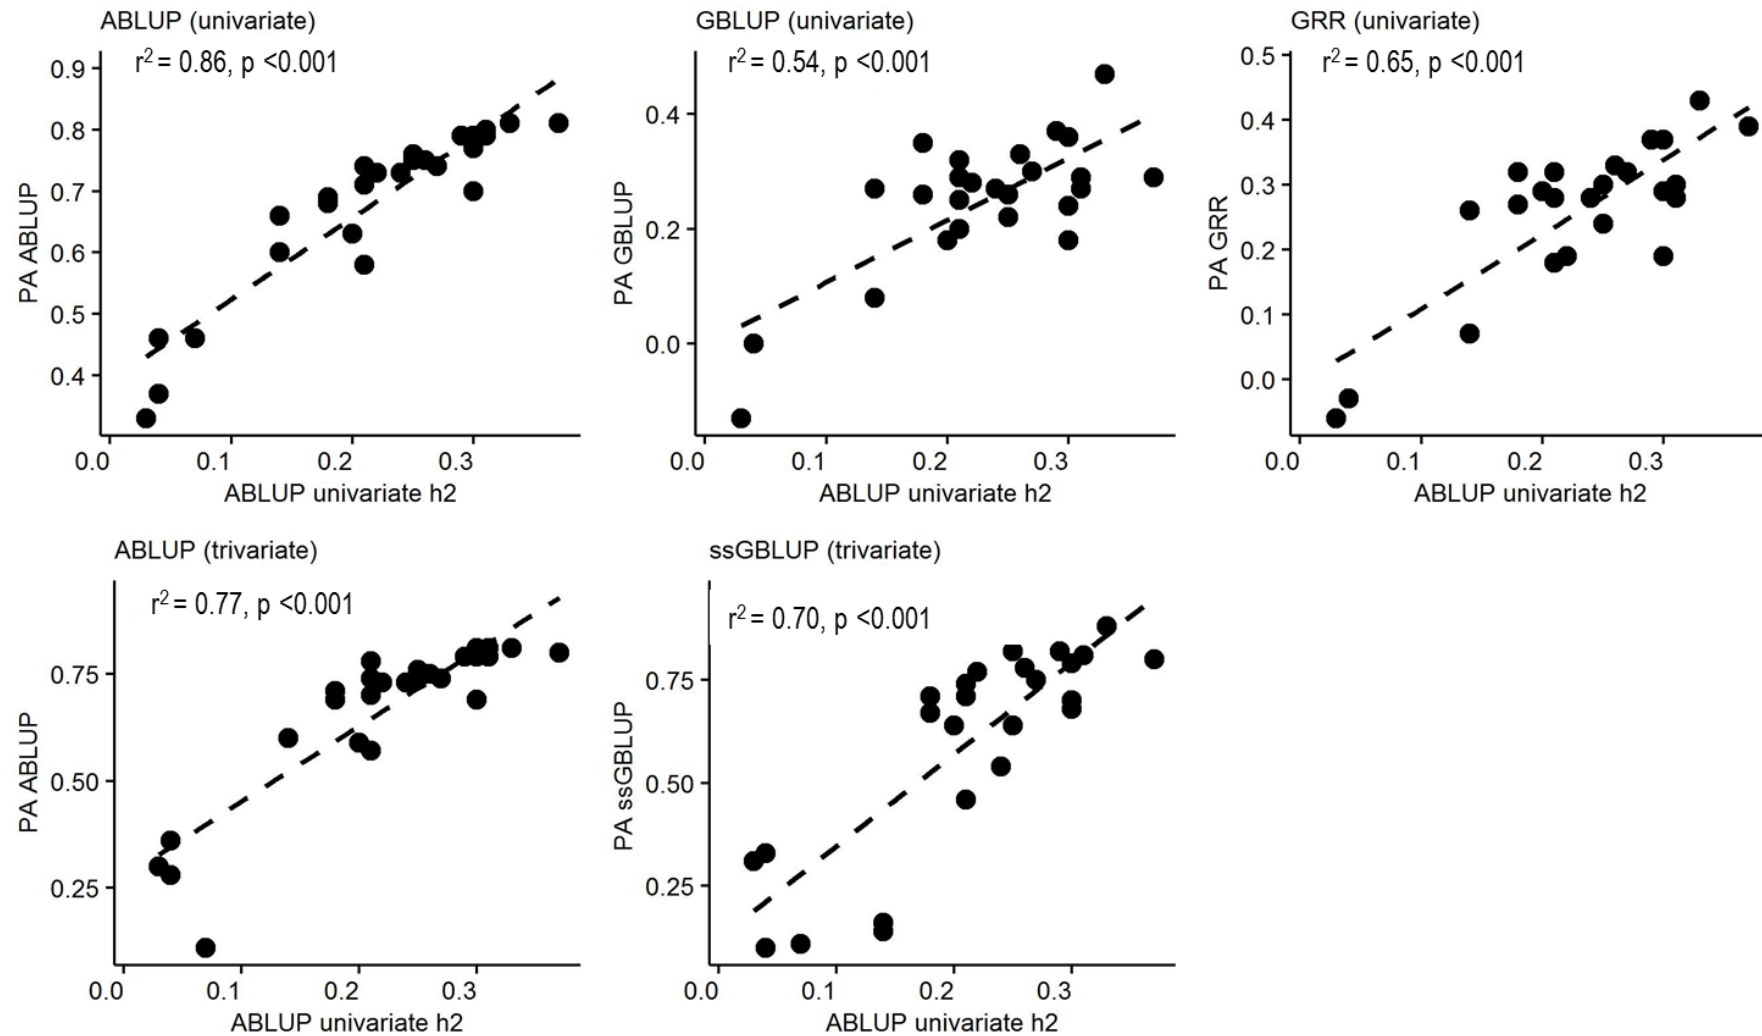 ABLUP (univariate)
r2 = 0.86, p <0.001
PA ABLUP
0.9
0.8
0.7
0.6
0.5
0.4
0.0 0.1 0.2 0.3
ABLUP univariate h2
GBLUP (univariate)
r2 = 0.54, p <0.001
PA GBLUP
0.4
0.2
0.0
0.0 0.1 0.2 0.3
ABLUP univariate h2
GRR (univariate)
r2 = 0.65, p <0.001
PA GRR
0.5
0.4
0.3
0.2
0.1
0.0
0.0 0.1 0.2 0.3
ABLUP univariate h2
ABLUP (trivariate)
r2 = 0.77, p <0.001
PA ABLUP
0.75
0.50
0.25
0.0 0.1 0.2 0.3
ABLUP univariate h2
ssGBLUP (trivariate)
r2 = 0.70, p <0.001
PA ssGBLUP
0.75
0.50
0.25
0.0 0.1 0.2 0.3
ABLUP univariate h2